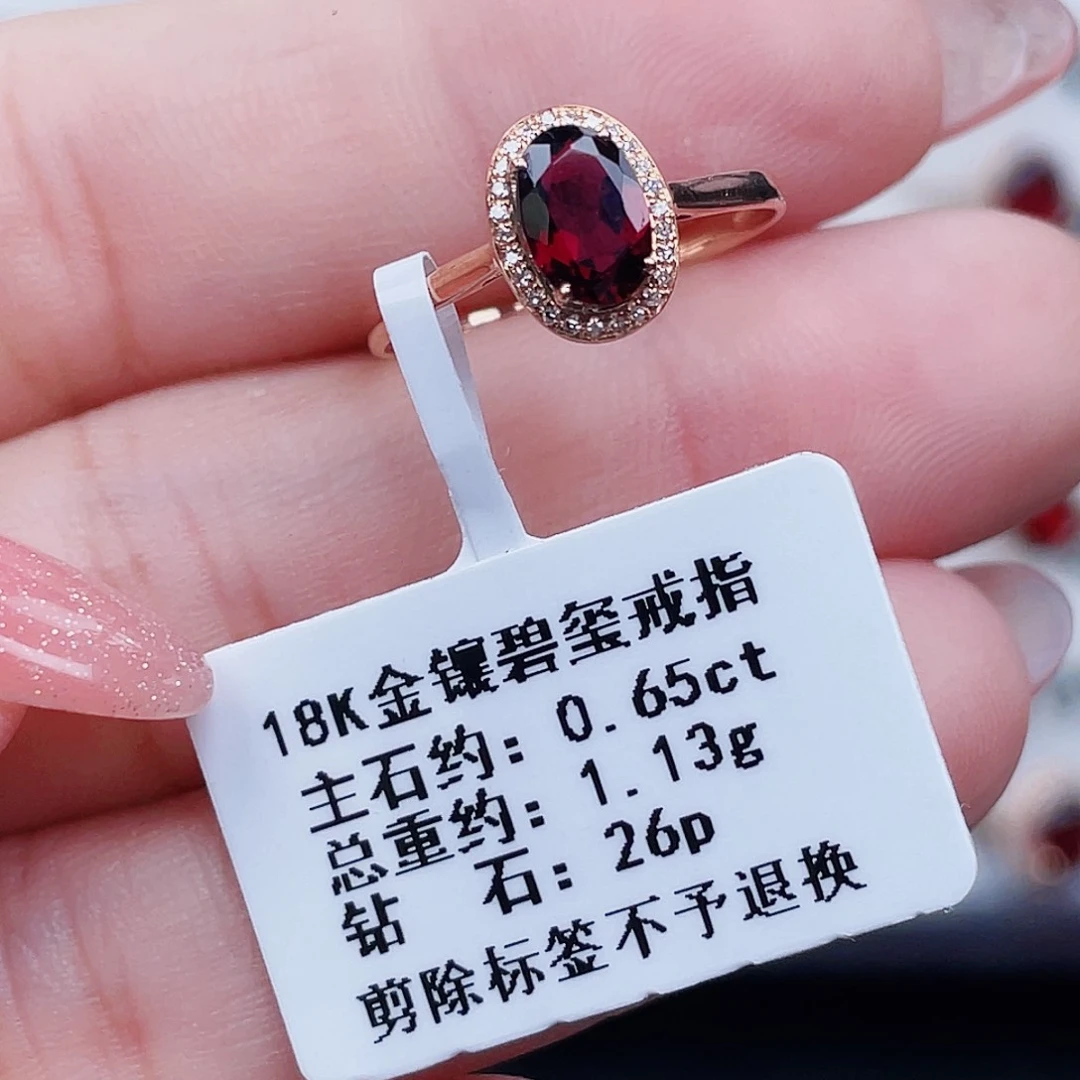 18K金镶碧玺戒指
主石约：0.65ct
总重约：1.13g
钻　石：26p
剪除标签不予退换